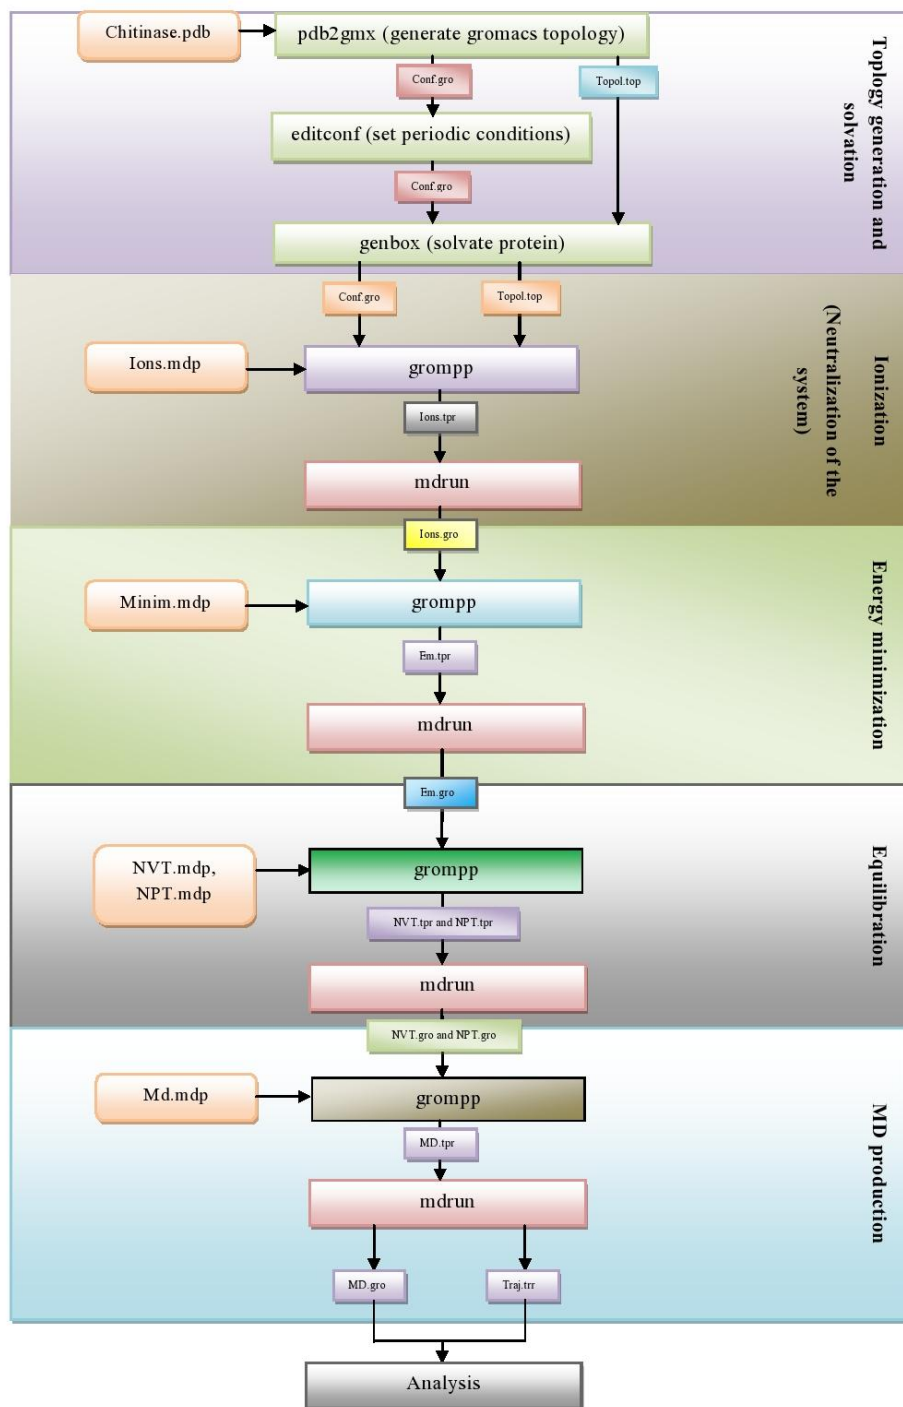 Chitinase.pdb
pdb2gmx (generate gromacs topology)
Conf.gro
Topol.top
editconf (set periodic conditions)
Conf.gro
genbox (solvate protein)
Toplogy generation and
solvation
Conf.gro
Topol.top
Ions.mdp
grompp
Ions.tpr
mdrun
Ionization
(Neutralization of the
system)
Ions.gro
Minim.mdp
grompp
Em.tpr
mdrun
Energy minimization
Em.gro
NVT.mdp,
NPT.mdp
grompp
NVT.tpr and NPT.tpr
mdrun
Equilibration
NVT.gro and NPT.gro
Md.mdp
grompp
MD.tpr
mdrun
MD.gro
Traj.trr
MD production
Analysis